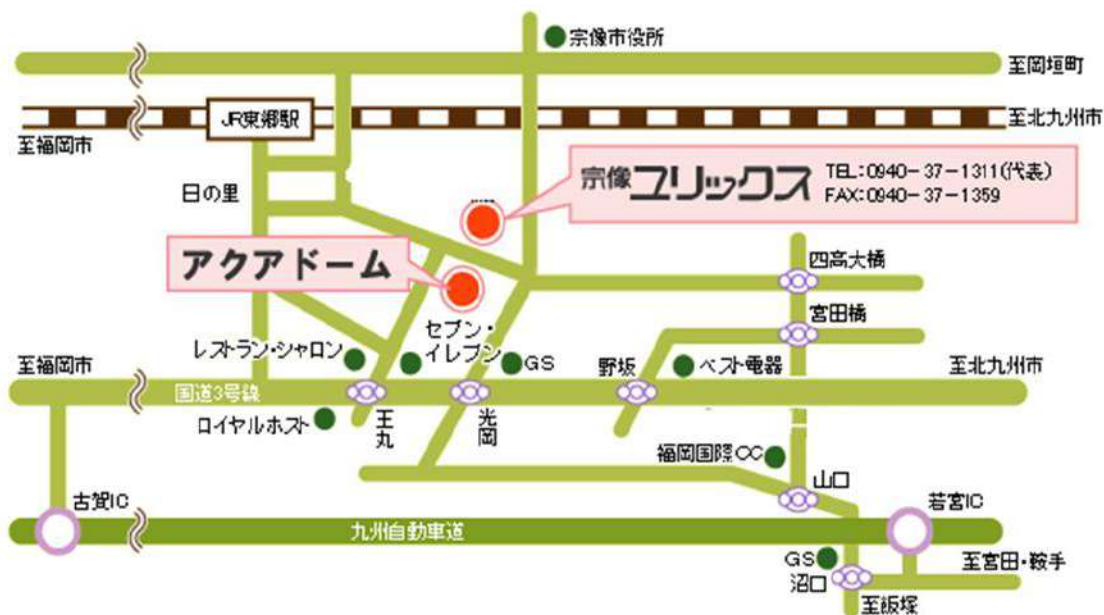 宗像市役所
至岡垣町
JR東郷駅
至北九州市
至福岡市
日の里
宗像ユリックス
TEL:0940-37-1311(代表)
FAX:0940-37-1359
アクアドーム
四高大橋
宮田橋
セブン・
イレブン
レストラン・シャロン
GS
野坂
ベスト電器
至福岡市
至北九州市
国道3号線
ロイヤルホスト
王丸
光岡
福岡国際CC
山口
古賀IC
若宮IC
九州自動車道
GS
沼口
至宮田・鞍手
至飯塚